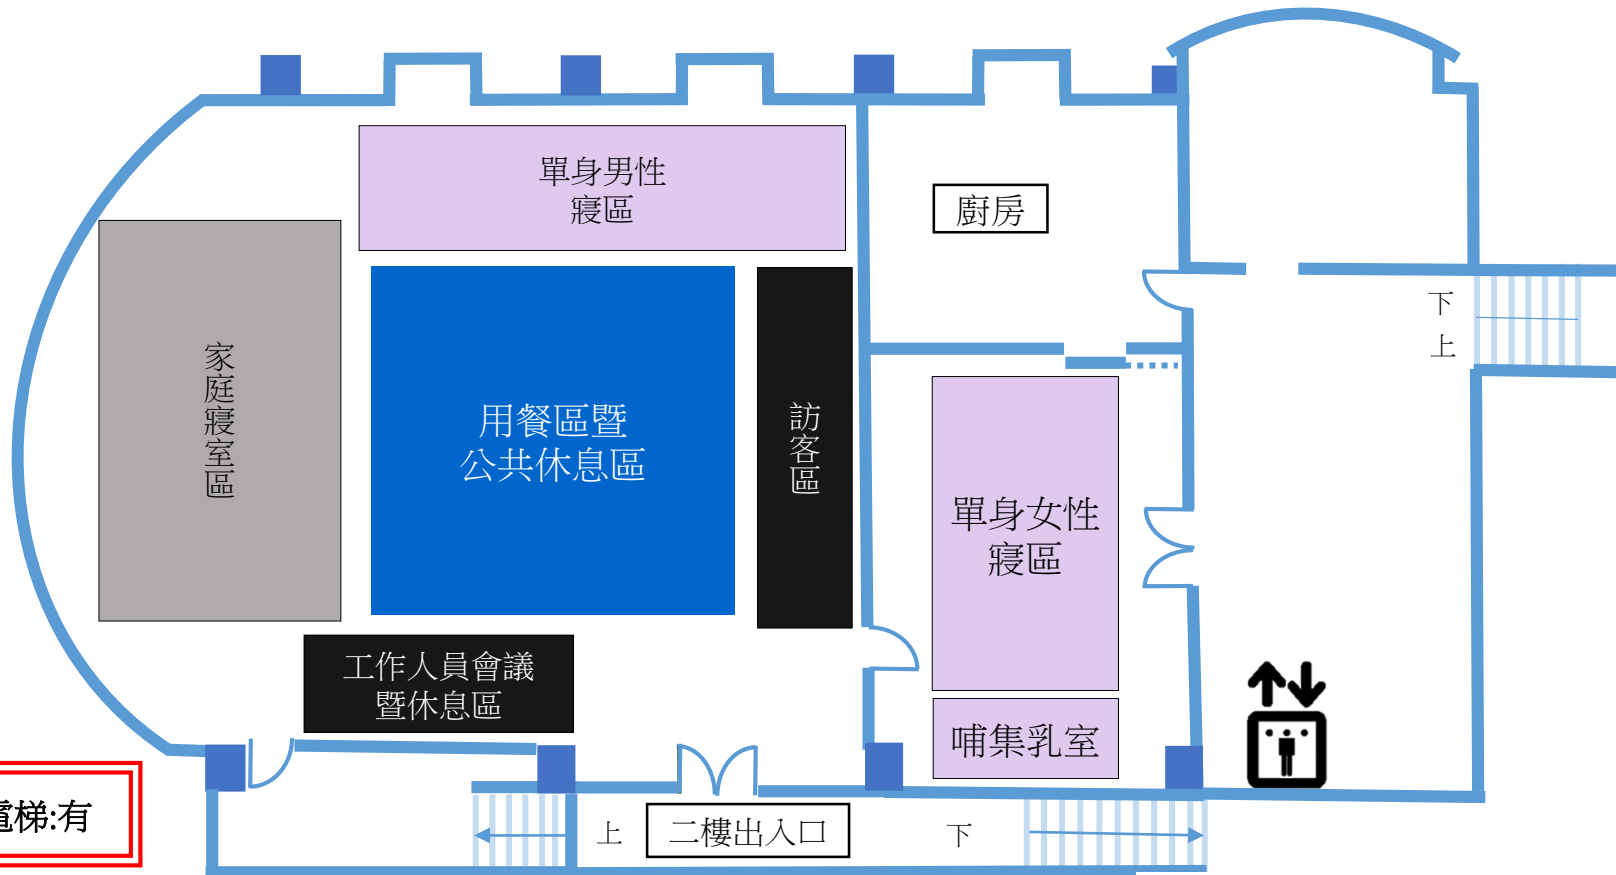 單身男性
寢區
廚房
下
上
家庭寢室區
用餐區暨
公共休息區
訪客區
單身女性
寢區
工作人員會議
暨休息區
哺集乳室
電梯:有
上
二樓出入口
下